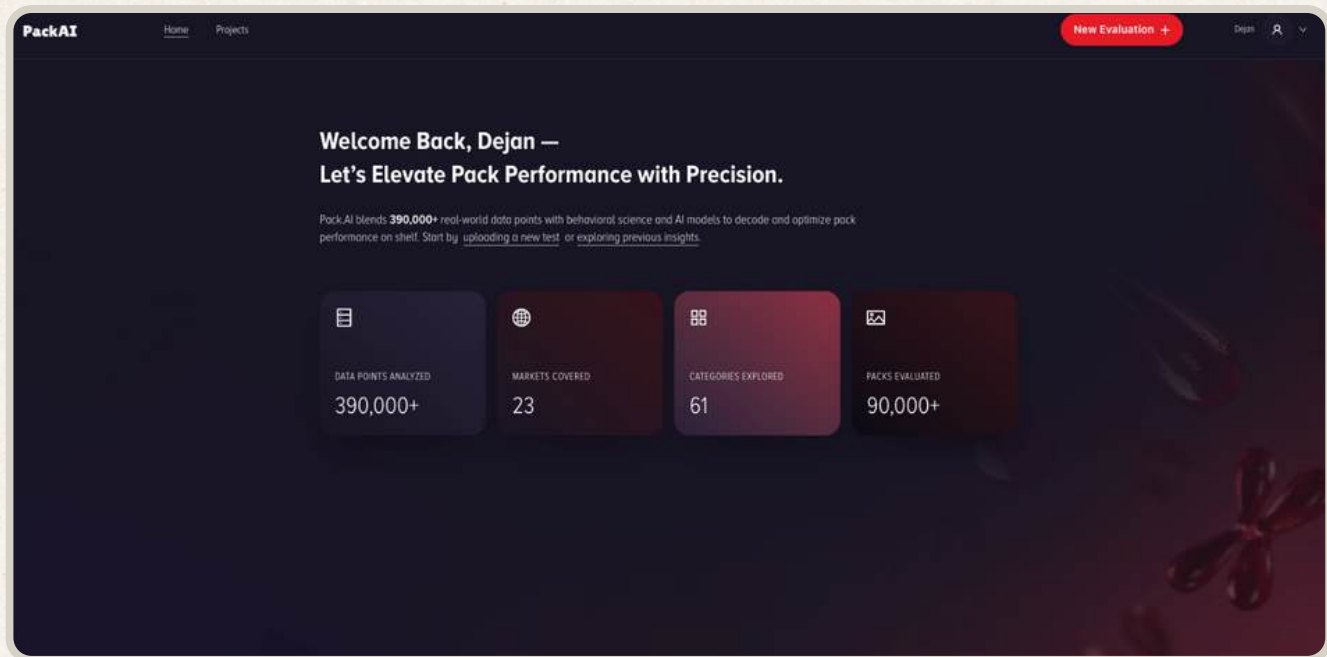 PackAI
Home
Projects
New Evaluation +
Dejan
Welcome Back, Dejan —
Let's Elevate Pack Performance with Precision.
Pack.AI blends 390,000+ real-world data points with behavioral science and AI models to decode and optimize pack
performance on shelf. Start by uploading a new test or exploring previous insights.
DATA POINTS ANALYZED
390,000+
MARKETS COVERED
23
CATEGORIES EXPLORED
61
PACKS EVALUATED
90,000+